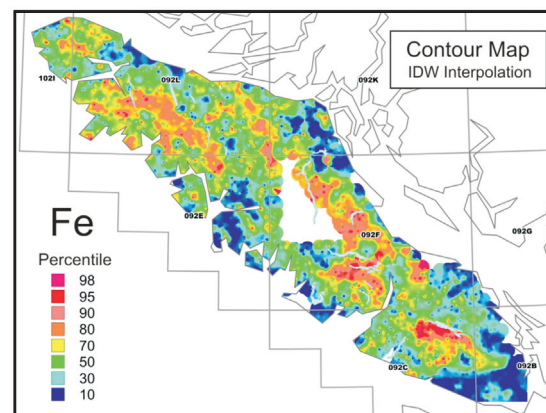 Contour Map
IDW Interpolation
102I
092L
092K
092E
092F
092G
092C
092B
Fe
Percentile
98
95
90
80
70
50
30
10